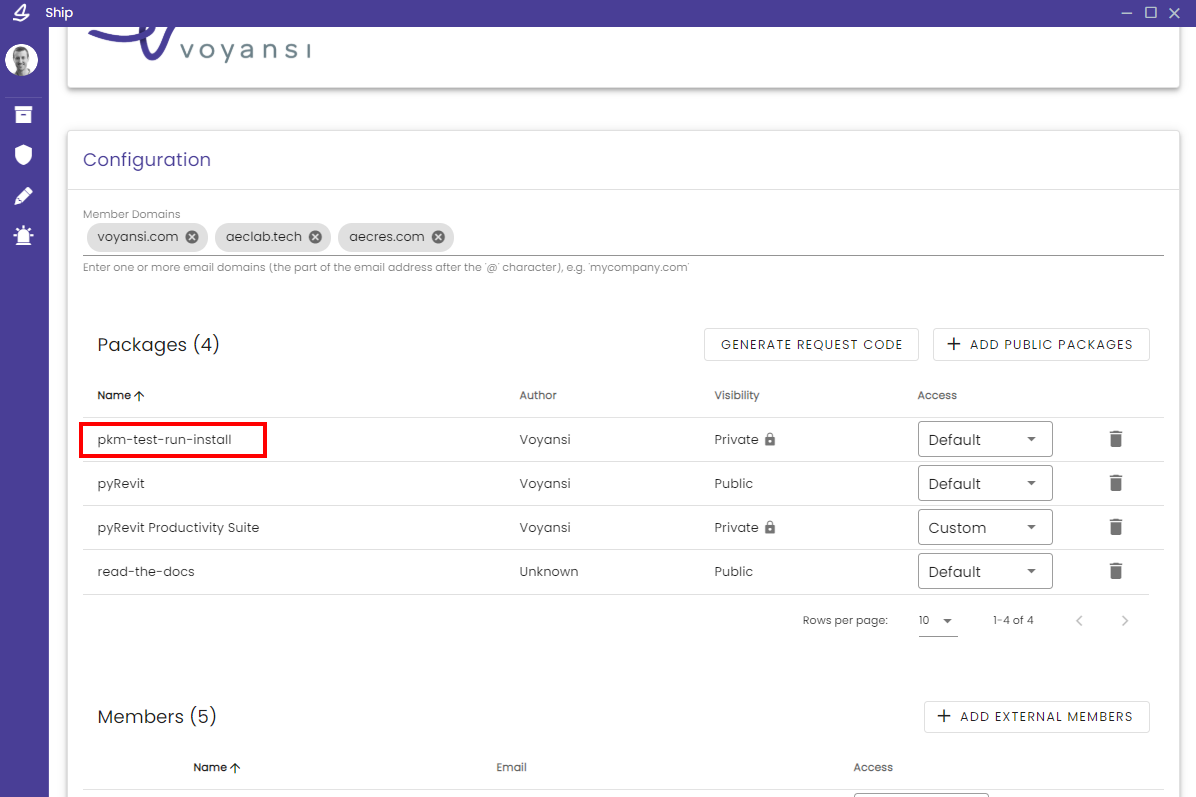 Ship
voyansi
Configuration
Member Domains
voyansi.com aeclab.tech aecres.com
Enter one or more email domains (the part of the email address after the `@` character), e.g. `mycompany.com`
Packages (4) GENERATE REQUEST CODE + ADD PUBLIC PACKAGES
Name Author Visibility Access
pkm-test-run-install Voyansi Private Default
pyRevit Voyansi Public Default
pyRevit Productivity Suite Voyansi Private Custom
read-the-docs Unknown Public Default
Rows per page: 10 1-4 of 4
Members (5) + ADD EXTERNAL MEMBERS
Name Email Access